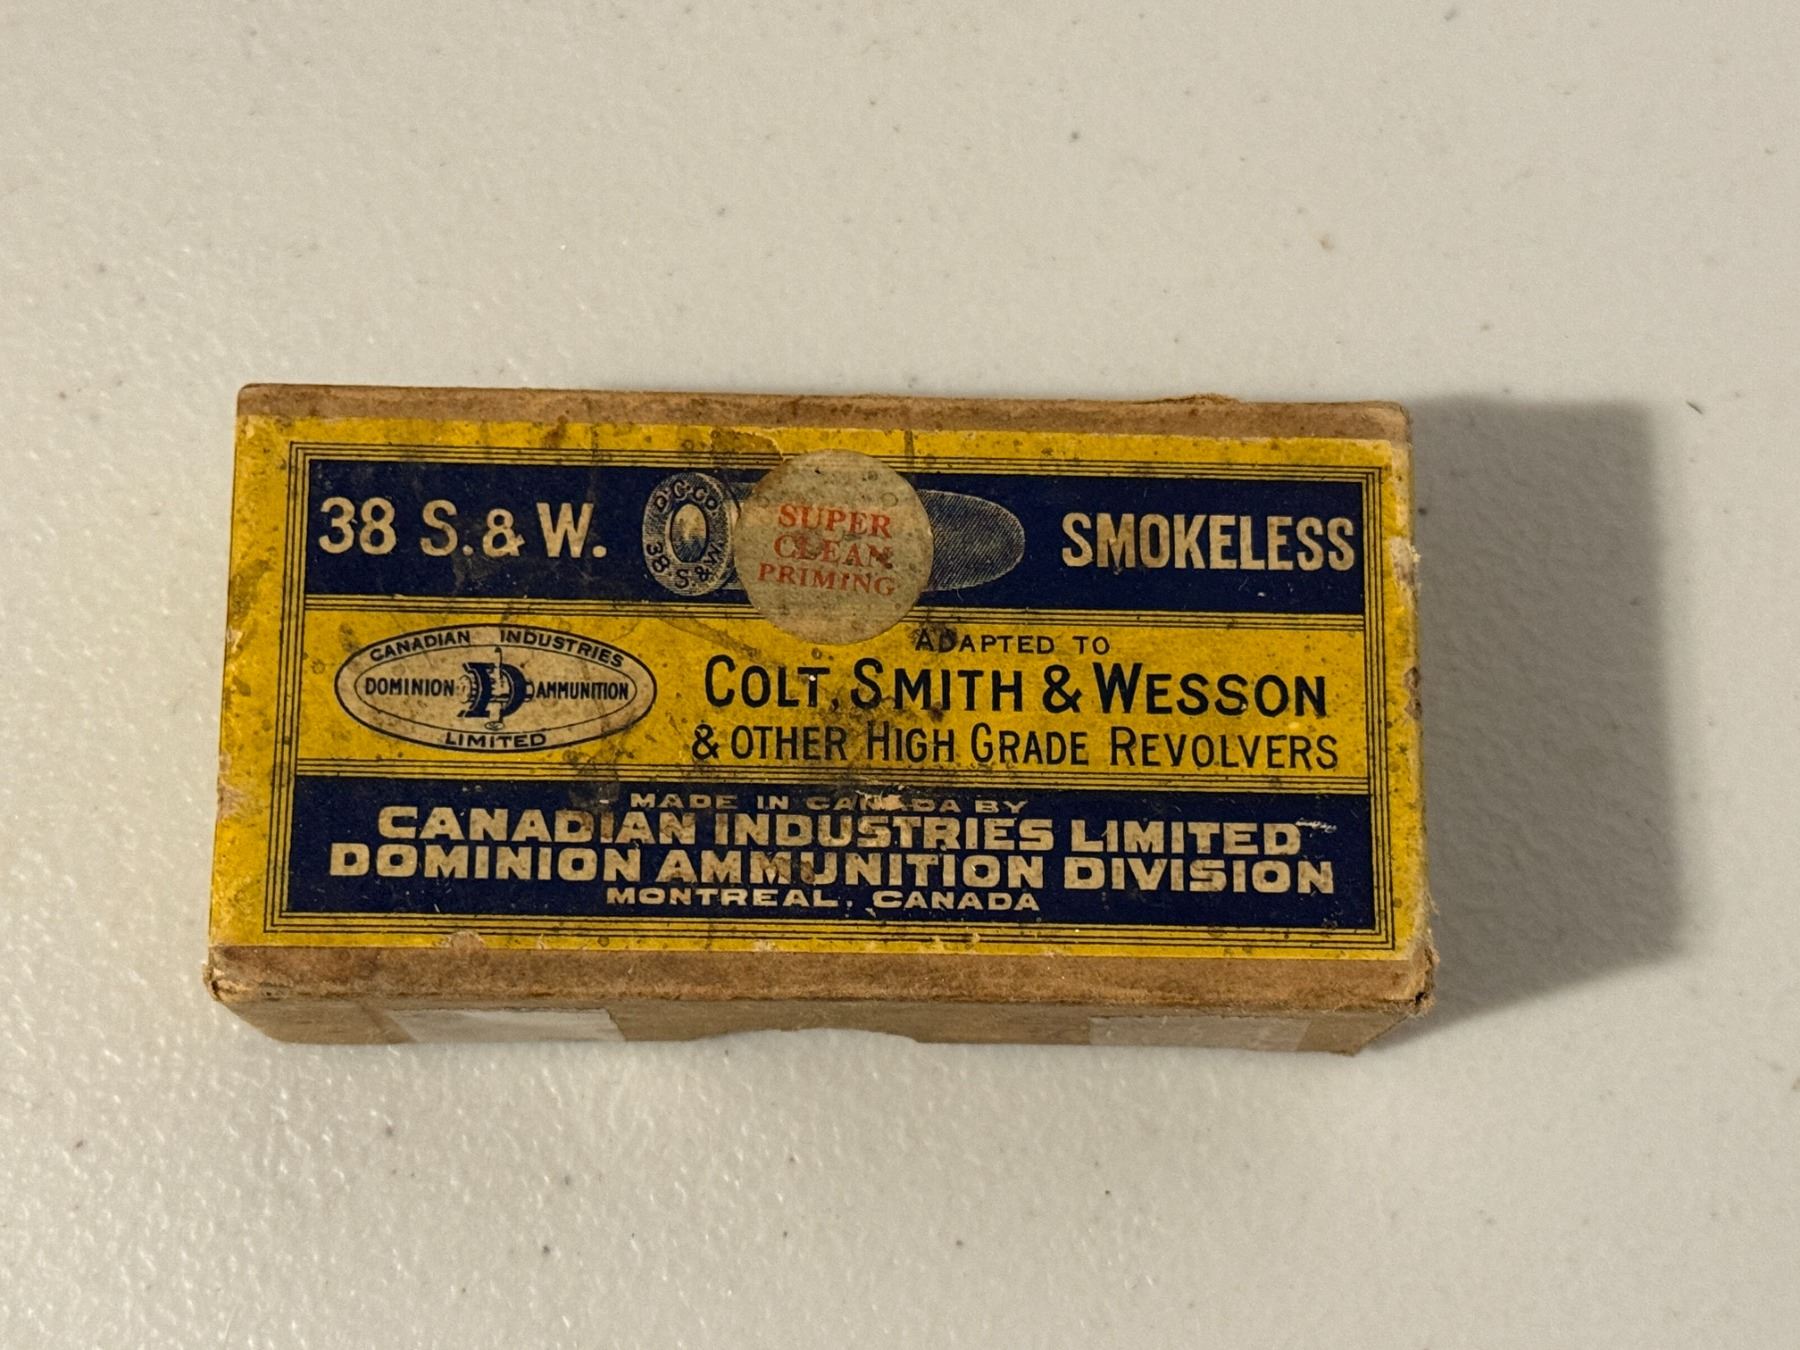 38 S. & W.
D.C.CO.
38 S & W
SUPER
CLEAN
PRIMING
SMOKELESS
CANADIAN INDUSTRIES
DOMINION D AMMUNITION
LIMITED
ADAPTED TO
COLT, SMITH & WESSON
& OTHER HIGH GRADE REVOLVERS
MADE IN CANADA BY
CANADIAN INDUSTRIES LIMITED
DOMINION AMMUNITION DIVISION
MONTREAL, CANADA